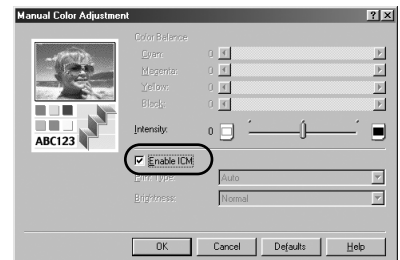 Manual Color Adjustment
Color Balance
Cyan: 0
Magenta: 0
Yellow: 0
Black: 0
Intensity: 0
ABC123
Enable ICM
Print Type: Auto
Brightness: Normal
OK Cancel Defaults Help